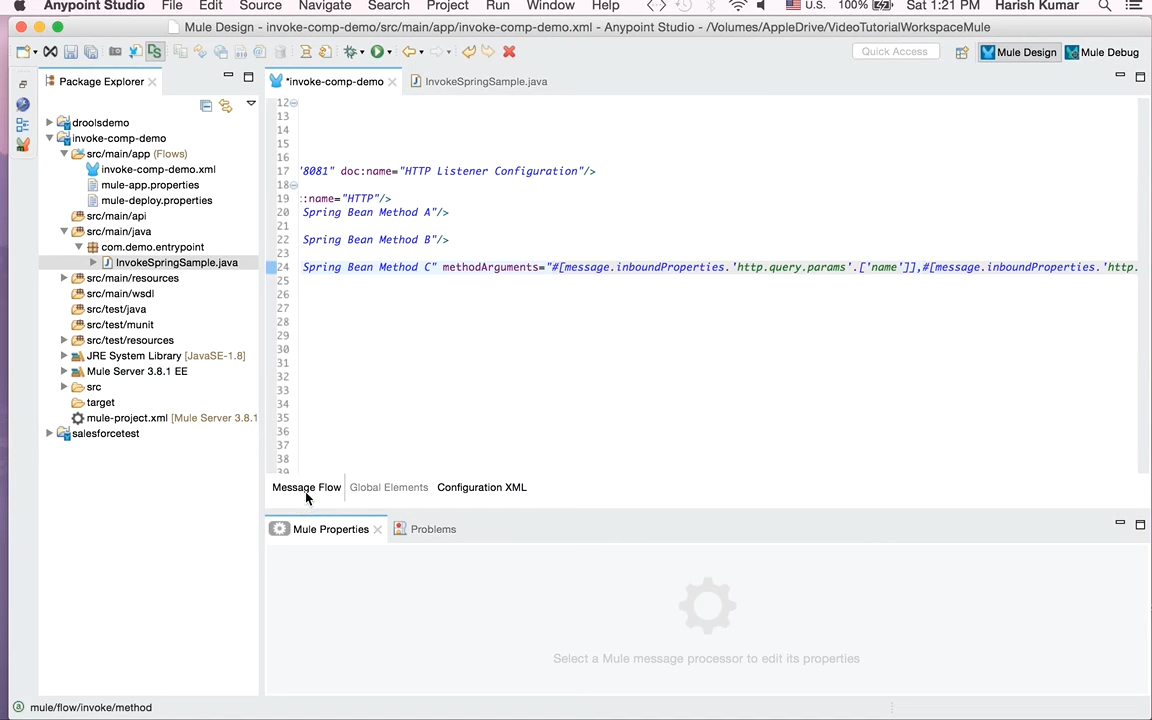 Anypoint Studio File Edit Source Navigate Search Project Run Window Help U.S. 100% Sat 1:21 PM Harish Kumar
Mule Design - invoke-comp-demo/src/main/app/invoke-comp-demo.xml - Anypoint Studio - /Volumes/AppleDrive/VideoTutorialWorkspaceMule
Quick Access Mule Design Mule Debug
Package Explorer
*invoke-comp-demo InvokeSpringSample.java
droolsdemo
invoke-comp-demo
src/main/app (Flows)
invoke-comp-demo.xml
mule-app.properties
mule-deploy.properties
src/main/api
src/main/java
com.demo.entrypoint
InvokeSpringSample.java
src/main/resources
src/main/wsdl
src/test/java
src/test/munit
src/test/resources
JRE System Library [JavaSE-1.8]
Mule Server 3.8.1 EE
src
target
mule-project.xml [Mule Server 3.8.1
salesforcetest
12
13
14
15
16
17 '8081" doc:name="HTTP Listener Configuration"/>
18
19 ::name="HTTP"/>
20 Spring Bean Method A"/>
21
22 Spring Bean Method B"/>
23
24 Spring Bean Method C" methodArguments="#[message.inboundProperties.'http.query.params'.['name']],#[message.inboundProperties.'http.
25
26
27
28
29
30
31
32
33
34
35
36
37
38
39
Message Flow Global Elements Configuration XML
Mule Properties Problems
Select a Mule message processor to edit its properties
mule/flow/invoke/method